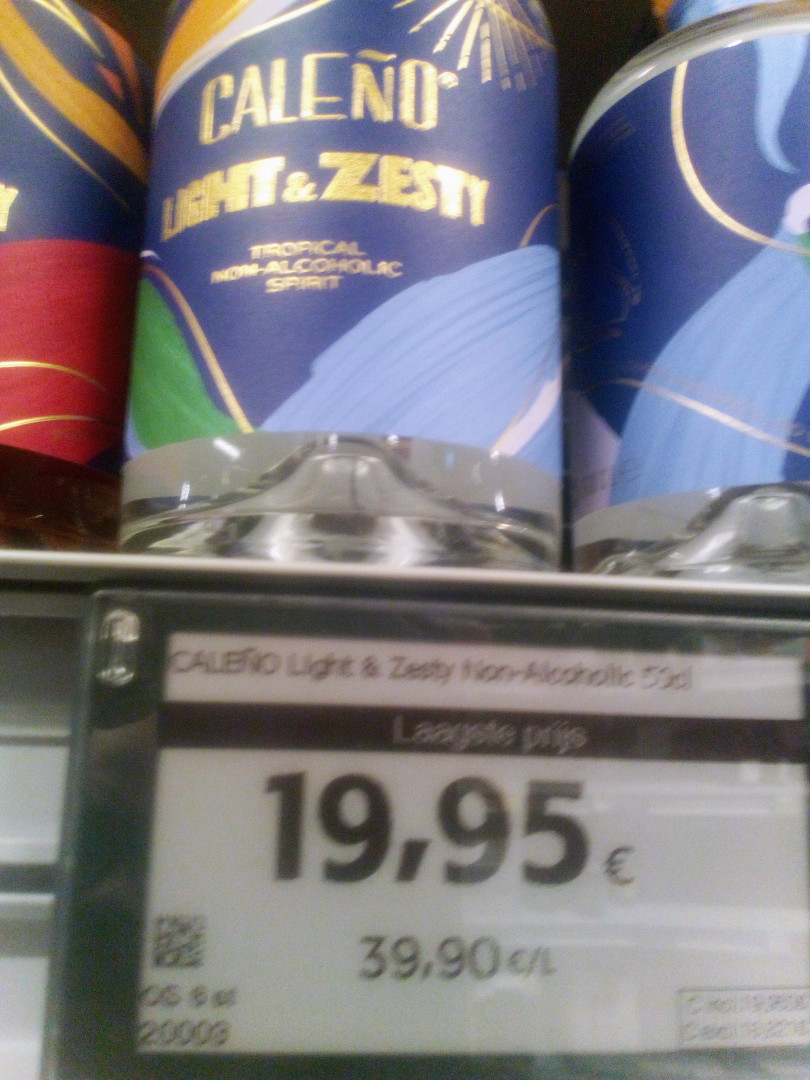 CALEÑO
LIGHT & ZESTY
TROPICAL
NON-ALCOHOLIC
SPIRIT
CALEÑO Light & Zesty Non-Alcoholic 50cl
Laagste prijs
19,95 €
39,90 €/L